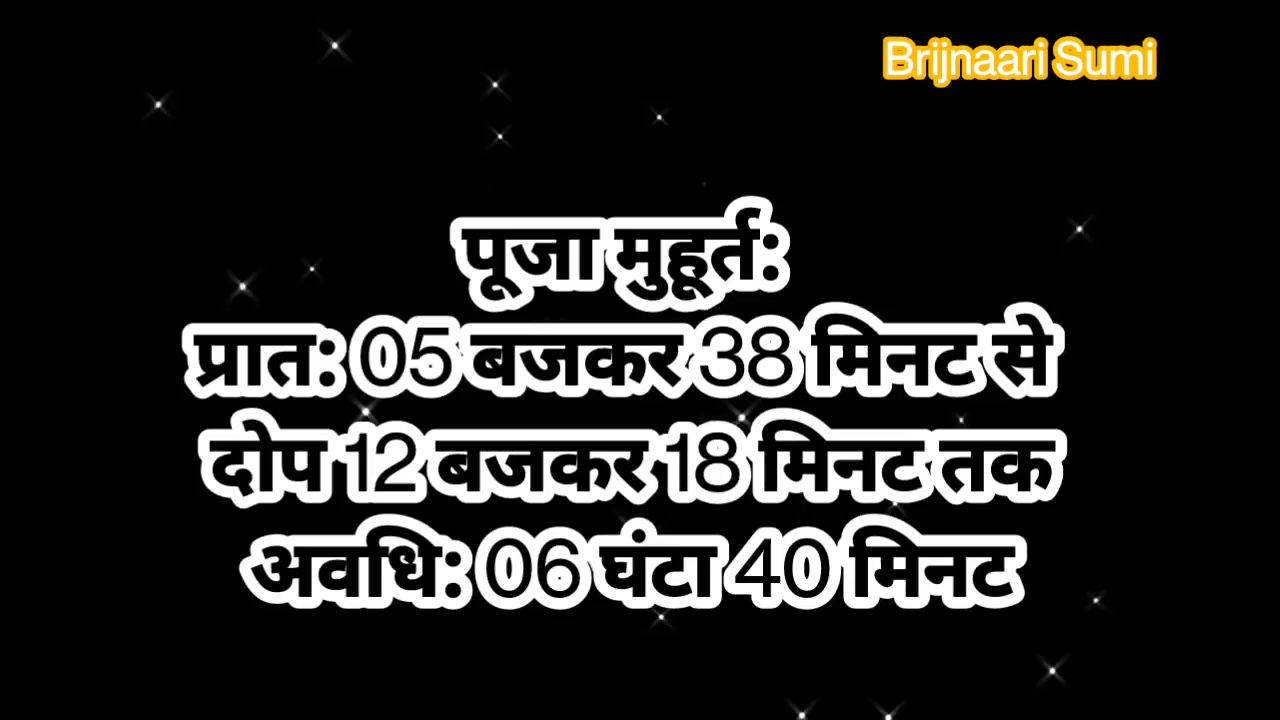 Brijnaari Sumi
पूजा मुहूर्त:
प्रात: 05 बजकर 38 मिनट से
दोप 12 बजकर 18 मिनट तक
अवधि: 06 घंटा 40 मिनट